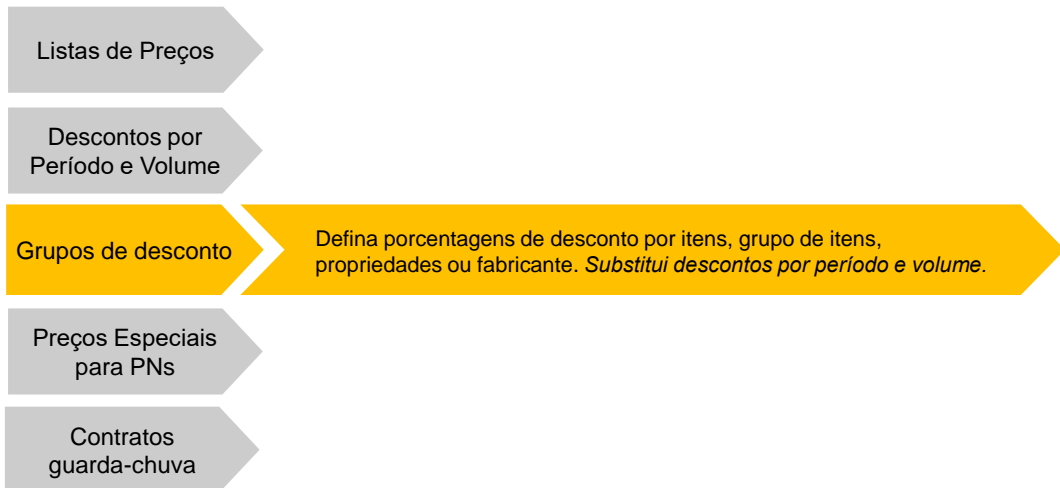 Listas de Preços
Descontos por
Período e Volume
Grupos de desconto
Defina porcentagens de desconto por itens, grupo de itens,
propriedades ou fabricante. Substitui descontos por período e volume.
Preços Especiais
para PNs
Contratos
guarda-chuva